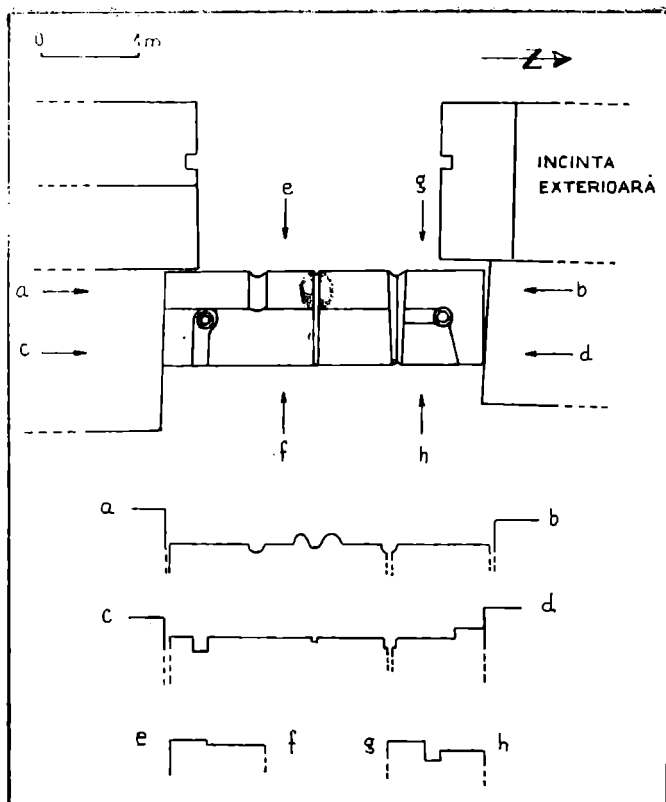 0 1m
Z
INCINTA
EXTERIOARĂ
e g
a b
c d
f h
a b
c d
e f g h